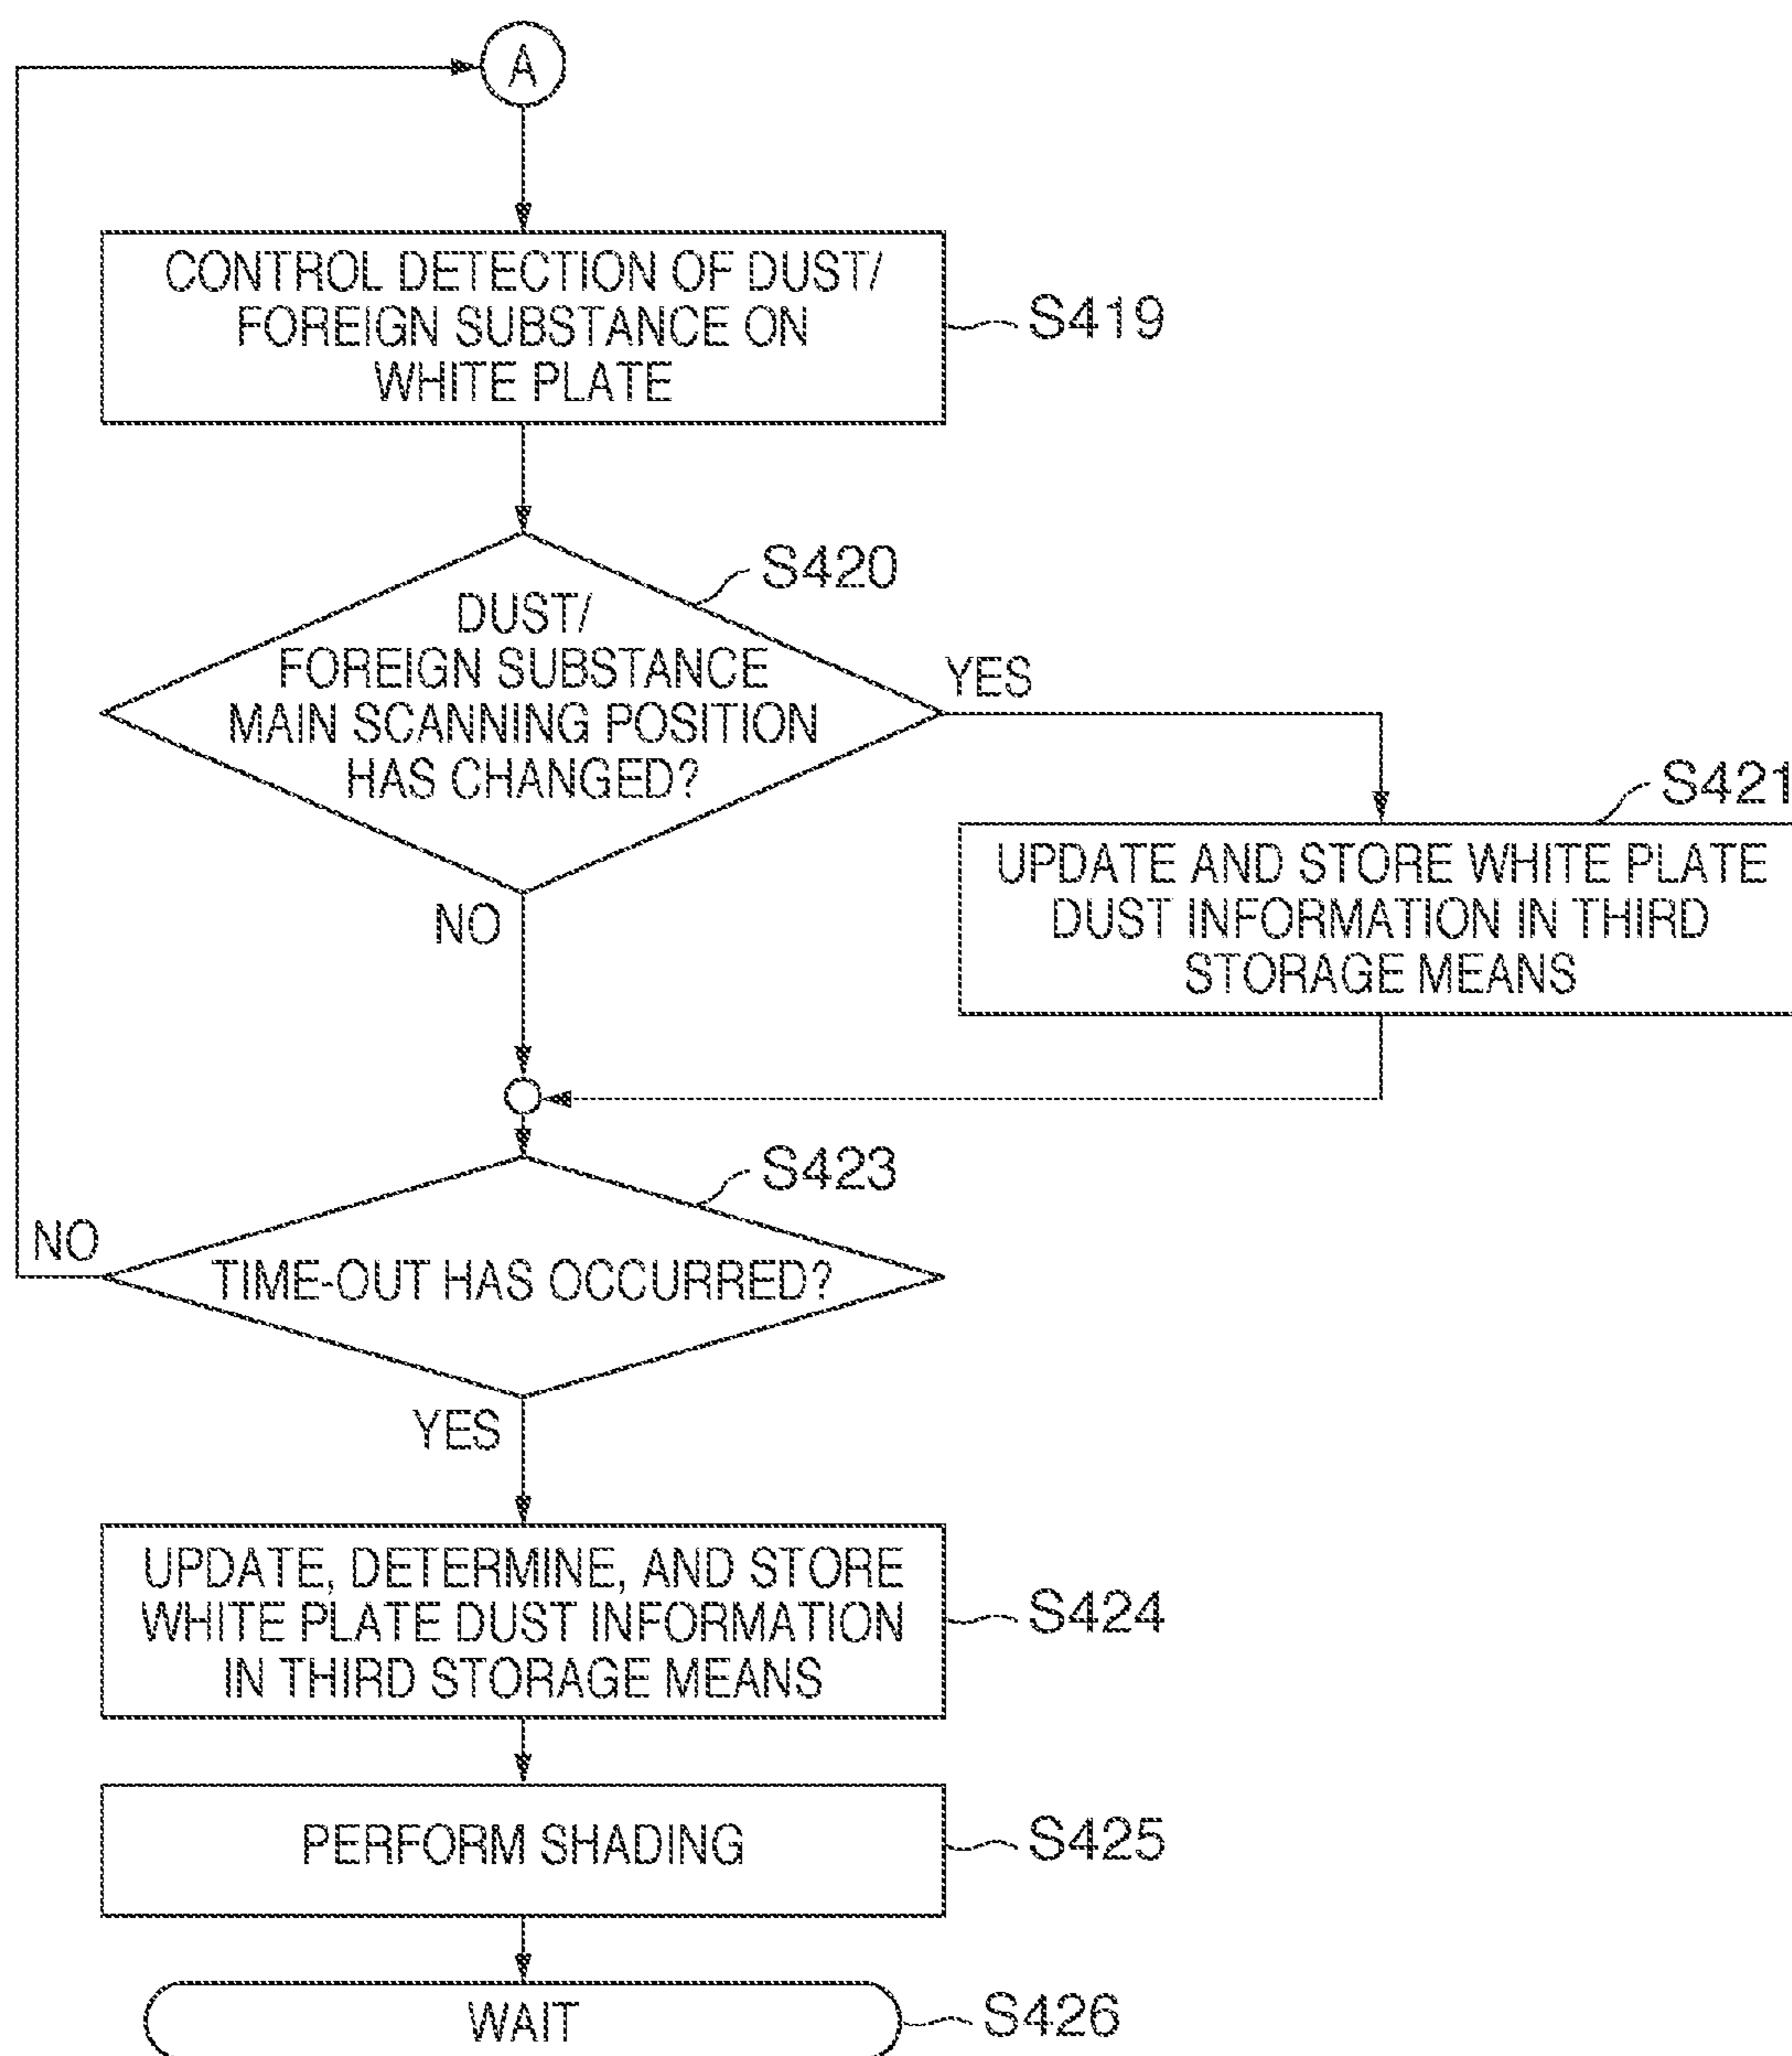 A
CONTROL DETECTION OF DUST/
FOREIGN SUBSTANCE ON
WHITE PLATE
S419
S420
DUST/
FOREIGN SUBSTANCE
MAIN SCANNING POSITION
HAS CHANGED?
YES
NO
S421
UPDATE AND STORE WHITE PLATE
DUST INFORMATION IN THIRD
STORAGE MEANS
S423
TIME-OUT HAS OCCURRED?
NO
YES
UPDATE, DETERMINE, AND STORE
WHITE PLATE DUST INFORMATION
IN THIRD STORAGE MEANS
S424
PERFORM SHADING
S425
WAIT
S426